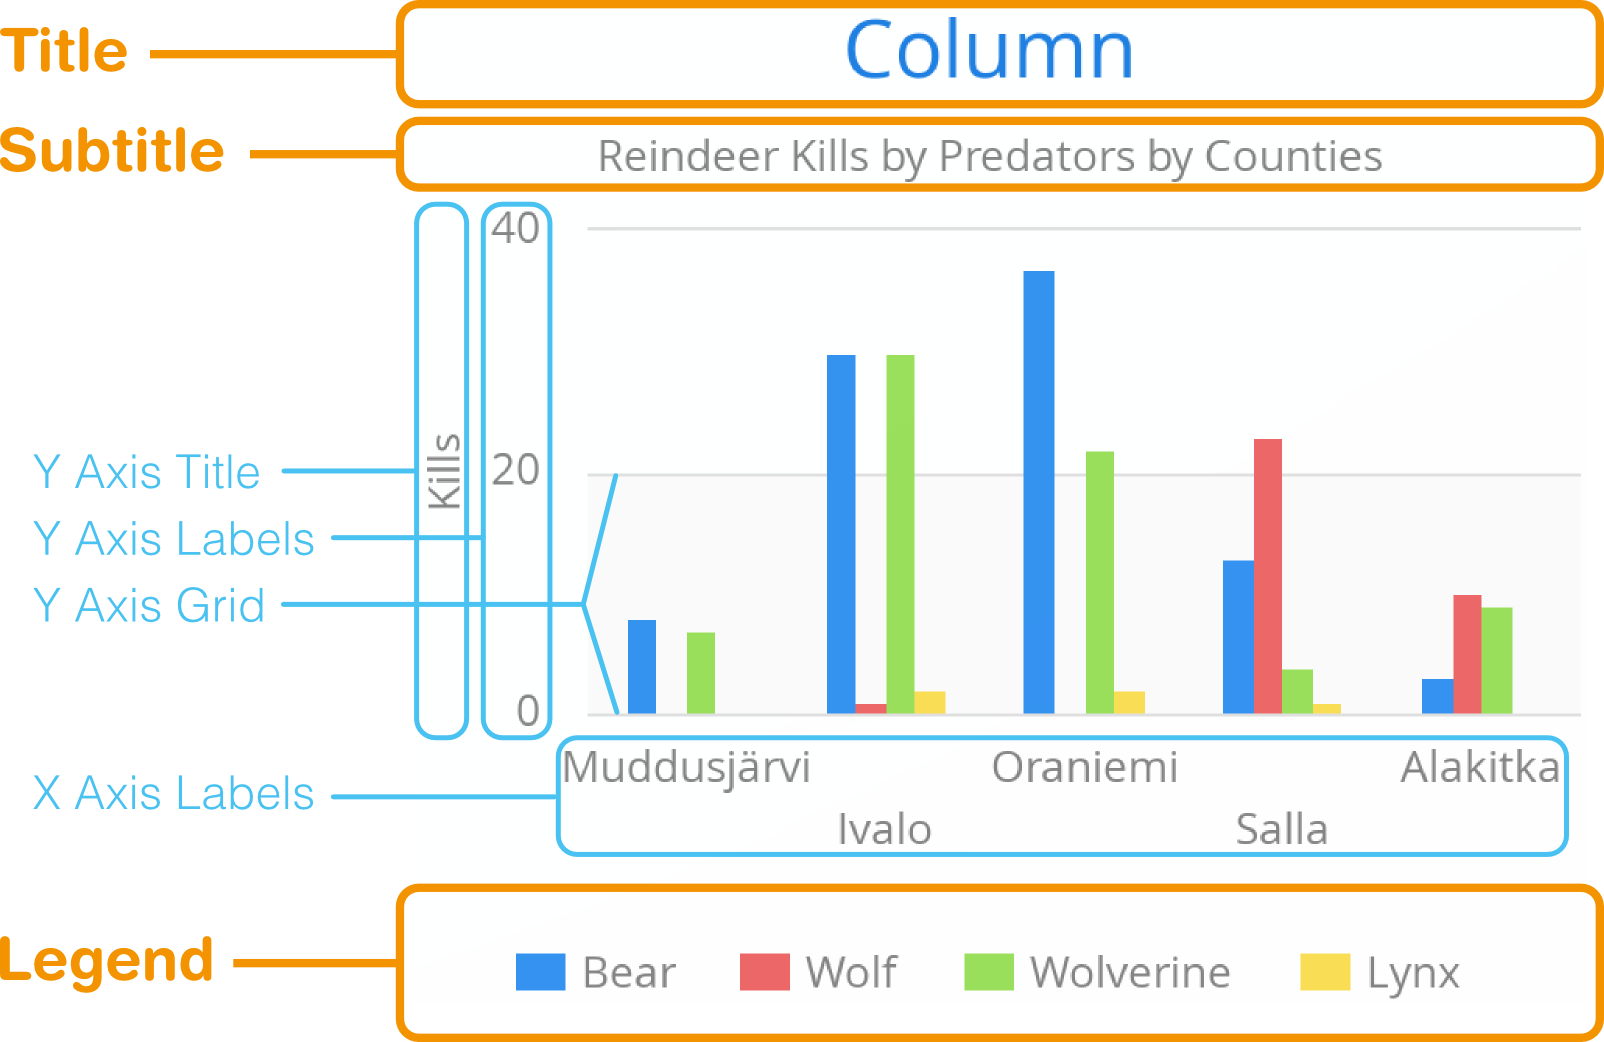 Title
Column
Subtitle
Reindeer Kills by Predators by Counties
40
Y Axis Title
Kills
20
Y Axis Labels
Y Axis Grid
0
Muddusjärvi
Oraniemi
Alakitka
X Axis Labels
Ivalo
Salla
Legend
Bear
Wolf
Wolverine
Lynx